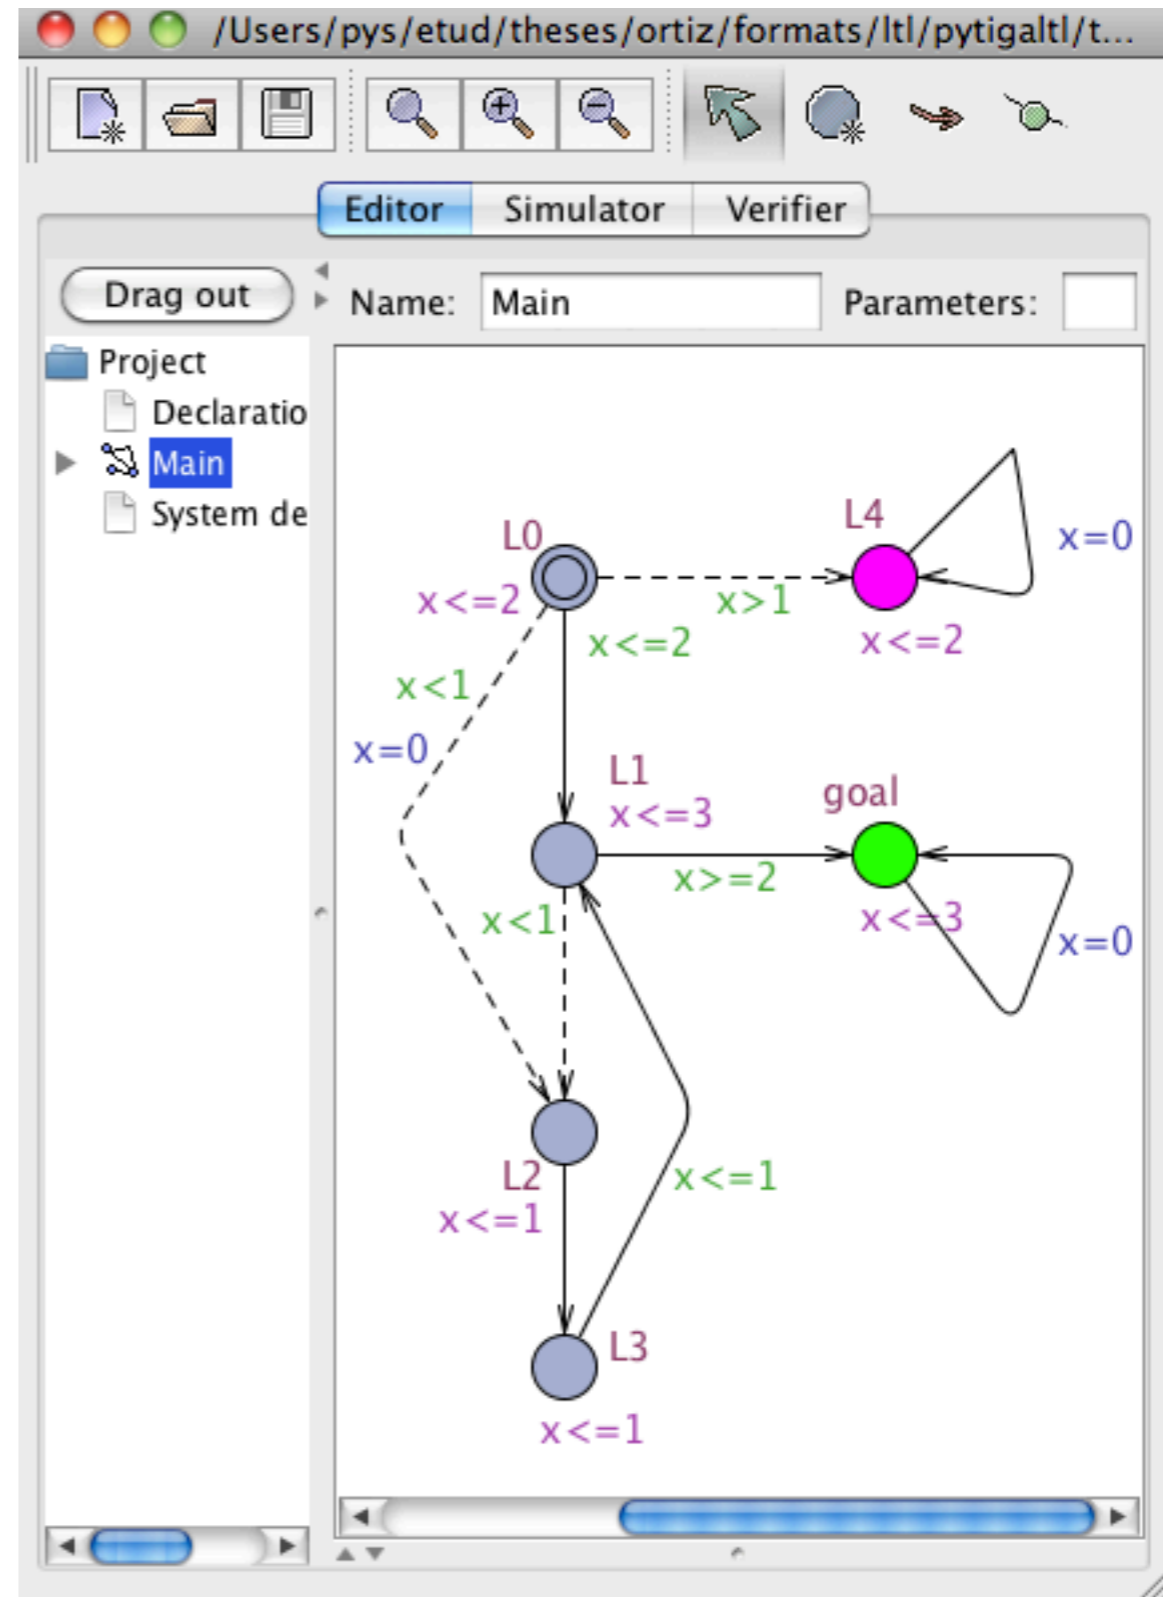 /Users/pys/etud/theses/ortiz/formats/ltl/pytigaltl/t...
Editor Simulator Verifier
Drag out
Name: Main Parameters:
Project
Declaratio
Main
System de
L0
x<=2
x>1
L4
x=0
x<=2
x<=2
x<1
x=0
L1
x<=3
goal
x>=2
x<=3
x=0
x<1
L2
x<=1
x<=1
L3
x<=1